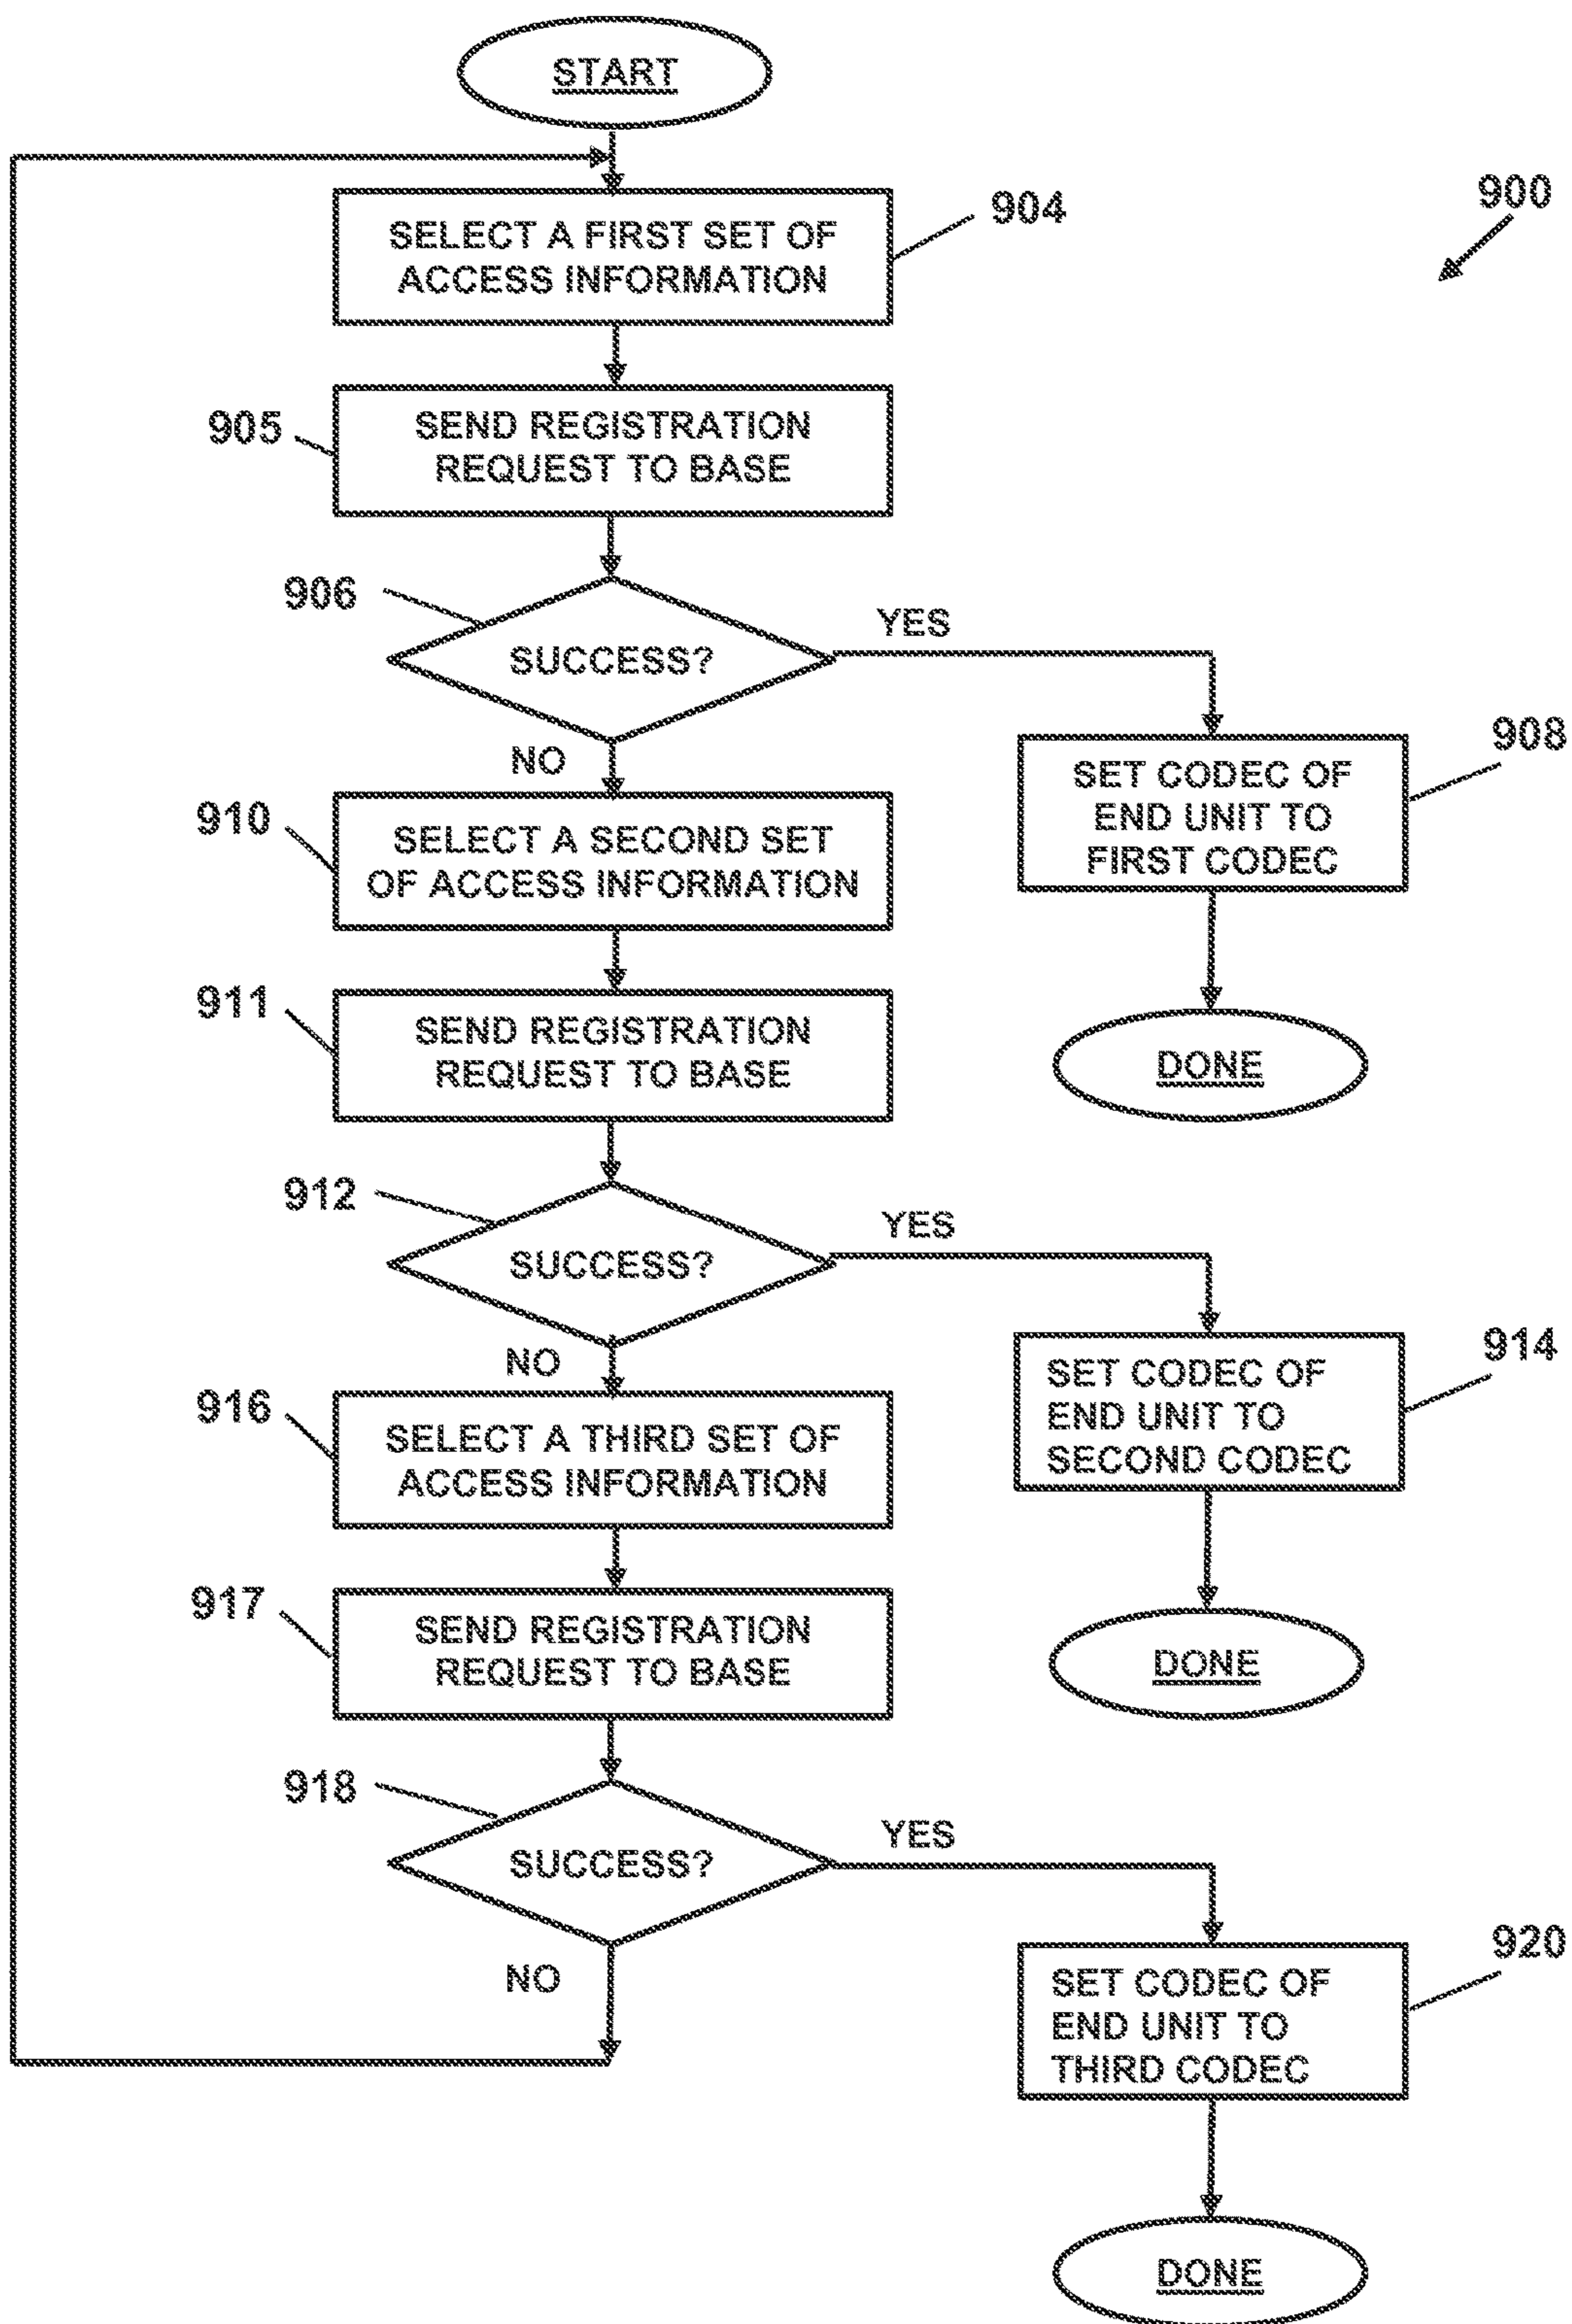 START
900
904
SELECT A FIRST SET OF
ACCESS INFORMATION
905
SEND REGISTRATION
REQUEST TO BASE
906
SUCCESS?
YES
NO
908
SET CODEC OF
END UNIT TO
FIRST CODEC
DONE
910
SELECT A SECOND SET
OF ACCESS INFORMATION
911
SEND REGISTRATION
REQUEST TO BASE
912
SUCCESS?
YES
NO
914
SET CODEC OF
END UNIT TO
SECOND CODEC
DONE
916
SELECT A THIRD SET OF
ACCESS INFORMATION
917
SEND REGISTRATION
REQUEST TO BASE
918
SUCCESS?
YES
NO
920
SET CODEC OF
END UNIT TO
THIRD CODEC
DONE